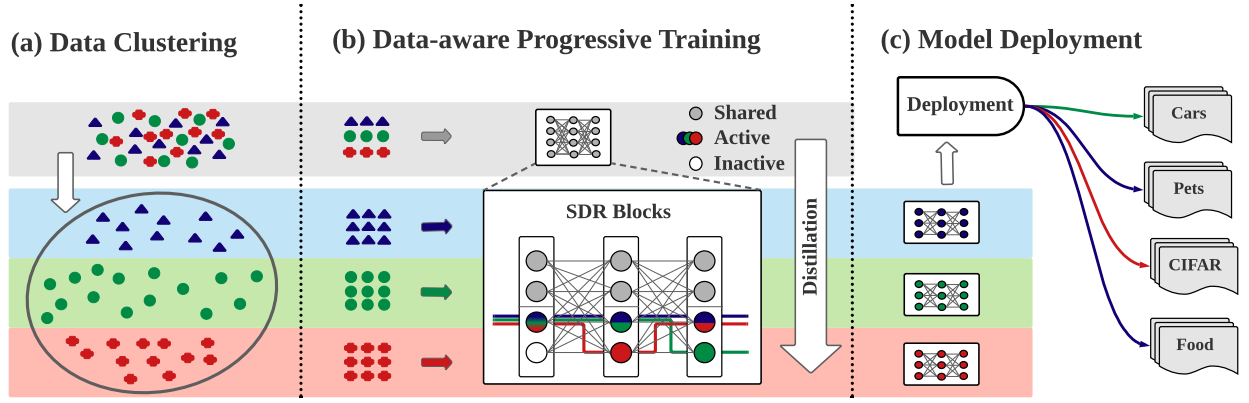 (a) Data Clustering
(b) Data-aware Progressive Training
(c) Model Deployment
Shared
Active
Inactive
SDR Blocks
Distillation
Deployment
Cars
Pets
CIFAR
Food